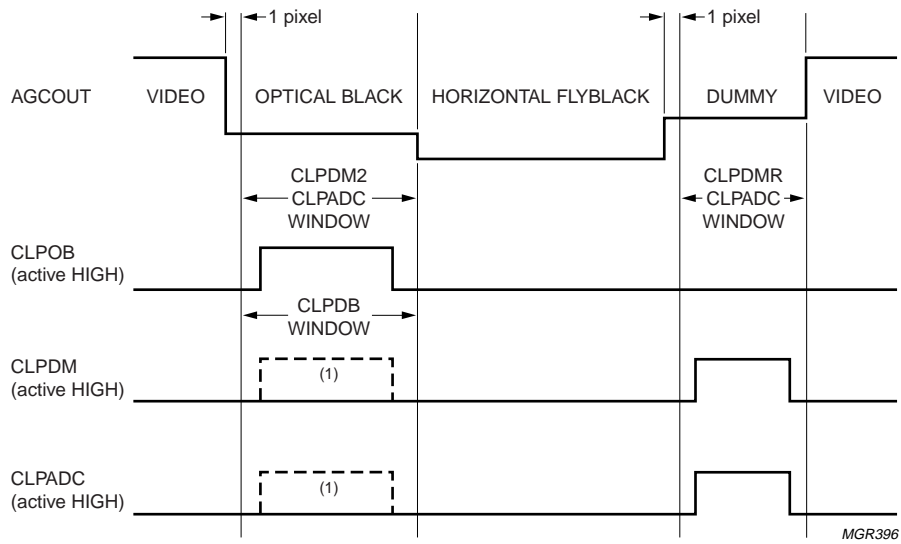 1 pixel
1 pixel
AGCOUT
VIDEO
OPTICAL BLACK
HORIZONTAL FLYBLACK
DUMMY
VIDEO
CLPDM2
CLPADC
WINDOW
CLPDMR
CLPADC
WINDOW
CLPOB
(active HIGH)
CLPDB
WINDOW
CLPDM
(active HIGH)
(1)
CLPADC
(active HIGH)
(1)
MGR396